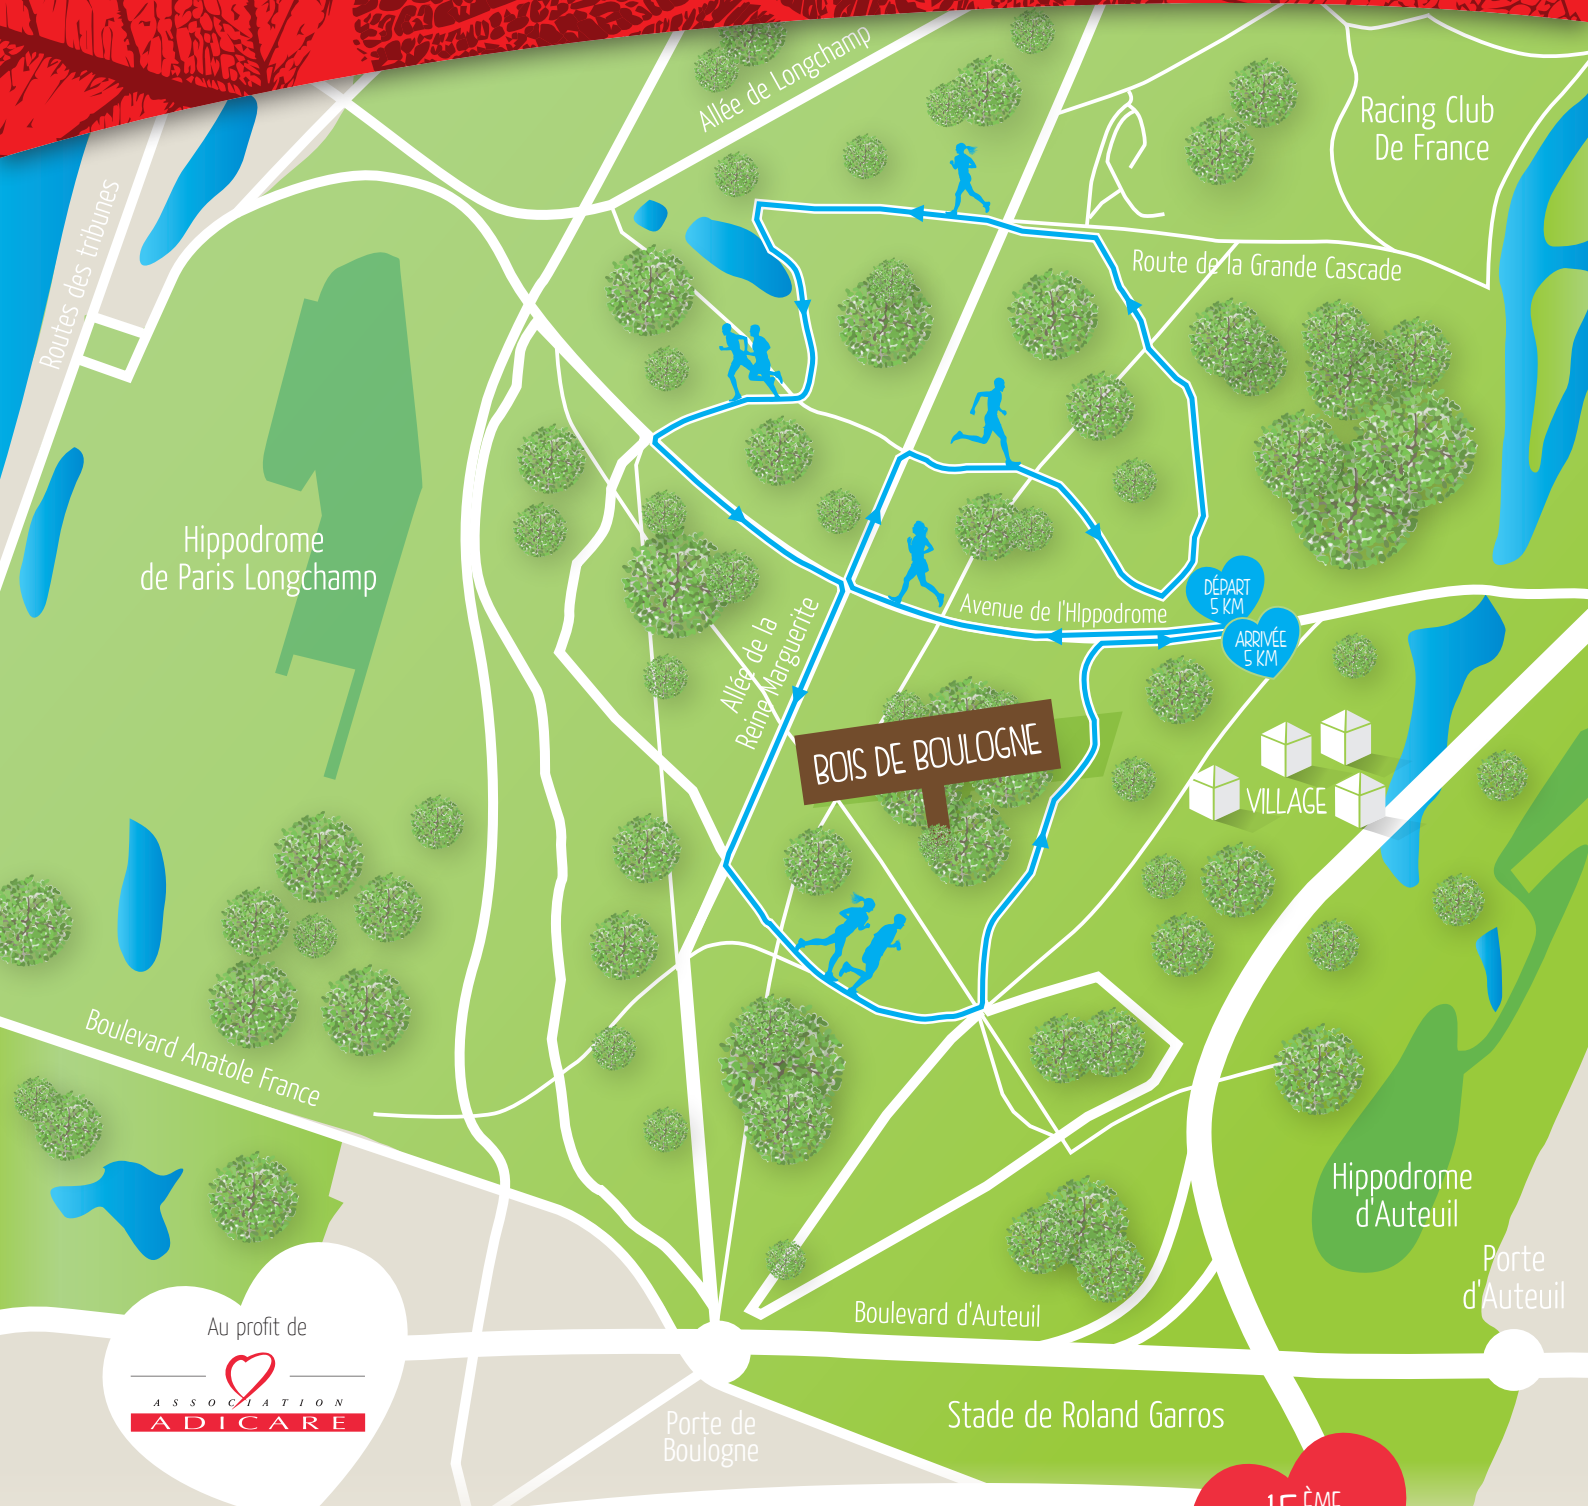 Allée de Longchamp
Racing Club
De France
Routes des tribunes
Route de la Grande Cascade
Hippodrome
de Paris Longchamp
DÉPART
5 KM
Avenue de l'HIppodrome
ARRIVÉE
5 KM
Allée de la
Reine Marguerite
BOIS DE BOULOGNE
VILLAGE
Boulevard Anatole France
Hippodrome
d'Auteuil
Porte
d'Auteuil
Boulevard d'Auteuil
Au profit de
ASSOCIATION
ADICARE
Stade de Roland Garros
Porte de
Boulogne
15ÈME